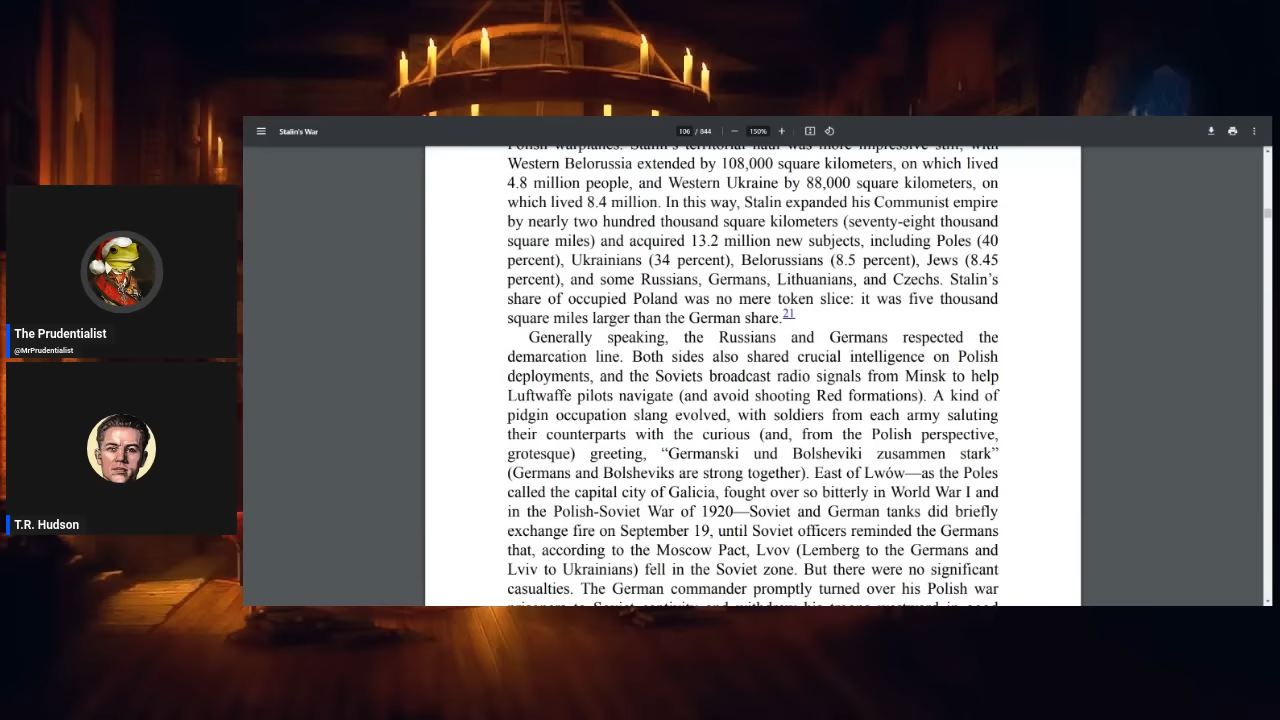 Stalin's War
106 / 844
150%
Polish warplanes. Stalin's territorial haul was more impressive still, with
Western Belorussia extended by 108,000 square kilometers, on which lived
4.8 million people, and Western Ukraine by 88,000 square kilometers, on
which lived 8.4 million. In this way, Stalin expanded his Communist empire
by nearly two hundred thousand square kilometers (seventy-eight thousand
square miles) and acquired 13.2 million new subjects, including Poles (40
percent), Ukrainians (34 percent), Belorussians (8.5 percent), Jews (8.45
percent), and some Russians, Germans, Lithuanians, and Czechs. Stalin's
share of occupied Poland was no mere token slice: it was five thousand
square miles larger than the German share.21
Generally speaking, the Russians and Germans respected the
demarcation line. Both sides also shared crucial intelligence on Polish
deployments, and the Soviets broadcast radio signals from Minsk to help
Luftwaffe pilots navigate (and avoid shooting Red formations). A kind of
pidgin occupation slang evolved, with soldiers from each army saluting
their counterparts with the curious (and, from the Polish perspective,
grotesque) greeting, “Germanski und Bolsheviki zusammen stark”
(Germans and Bolsheviks are strong together). East of Lwów—as the Poles
called the capital city of Galicia, fought over so bitterly in World War I and
in the Polish-Soviet War of 1920—Soviet and German tanks did briefly
exchange fire on September 19, until Soviet officers reminded the Germans
that, according to the Moscow Pact, Lvov (Lemberg to the Germans and
Lviv to Ukrainians) fell in the Soviet zone. But there were no significant
casualties. The German commander promptly turned over his Polish war
The Prudentialist
@MrPrudentialist
T.R. Hudson